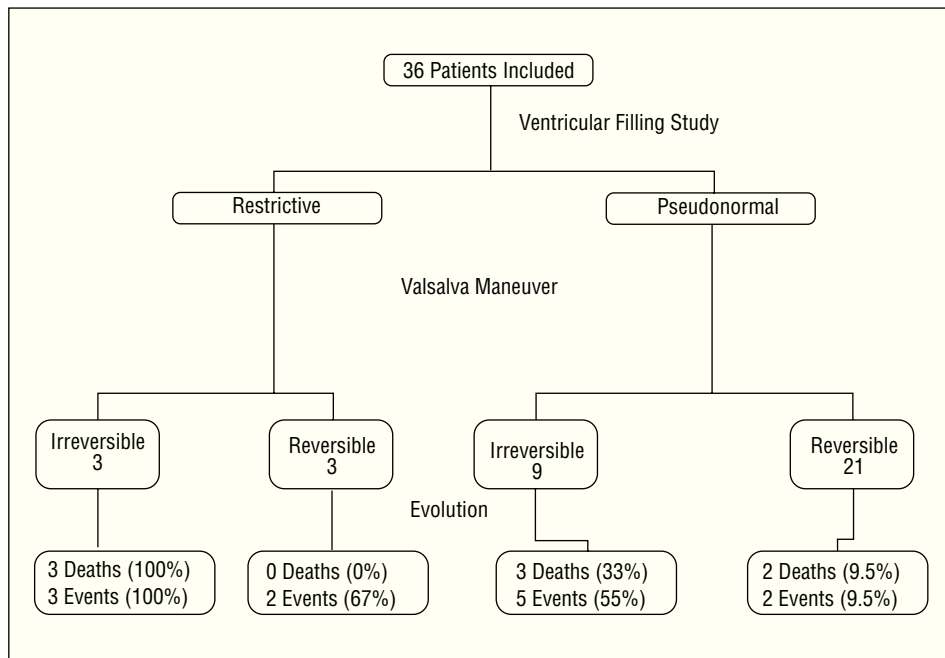 36 Patients Included
Ventricular Filling Study
Restrictive
Pseudonormal
Valsalva Maneuver
Irreversible
3
Reversible
3
Irreversible
9
Reversible
21
Evolution
3 Deaths (100%)
3 Events (100%)
0 Deaths (0%)
2 Events (67%)
3 Deaths (33%)
5 Events (55%)
2 Deaths (9.5%)
2 Events (9.5%)